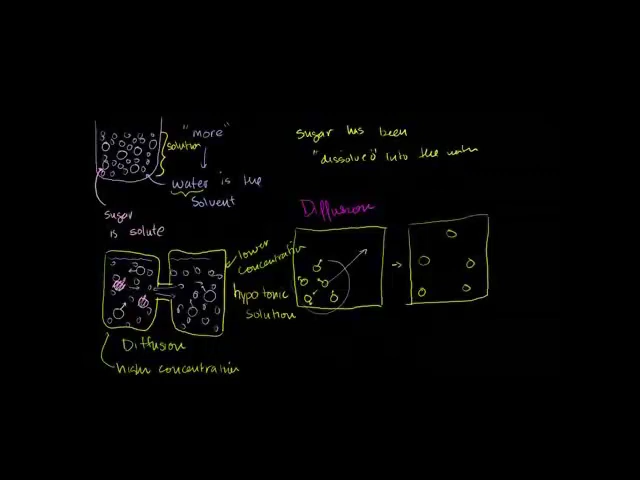 "more"
solution
water is the
solvent
sugar
is solute
sugar has been
"dissolved" into the water
Diffusion
lower
concentration
hypotonic
solution
Diffusion
high concentration